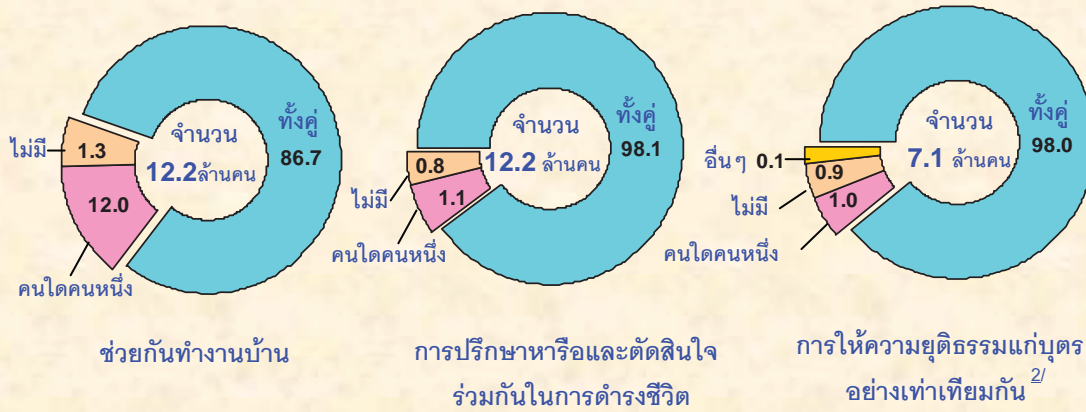 ทั้งคู่
86.7
จำนวน
12.2 ล้านคน
ไม่มี
1.3
12.0
คนใดคนหนึ่ง
ช่วยกันทำงานบ้าน
ทั้งคู่
98.1
จำนวน
12.2 ล้านคน
ไม่มี
0.8
1.1
คนใดคนหนึ่ง
การปรึกษาหารือและตัดสินใจ
ร่วมกันในการดำรงชีวิต
ทั้งคู่
98.0
จำนวน
7.1 ล้านคน
อื่นๆ 0.1
0.9
ไม่มี
1.0
คนใดคนหนึ่ง
การให้ความยุติธรรมแก่บุตร
อย่างเท่าเทียมกัน 2/